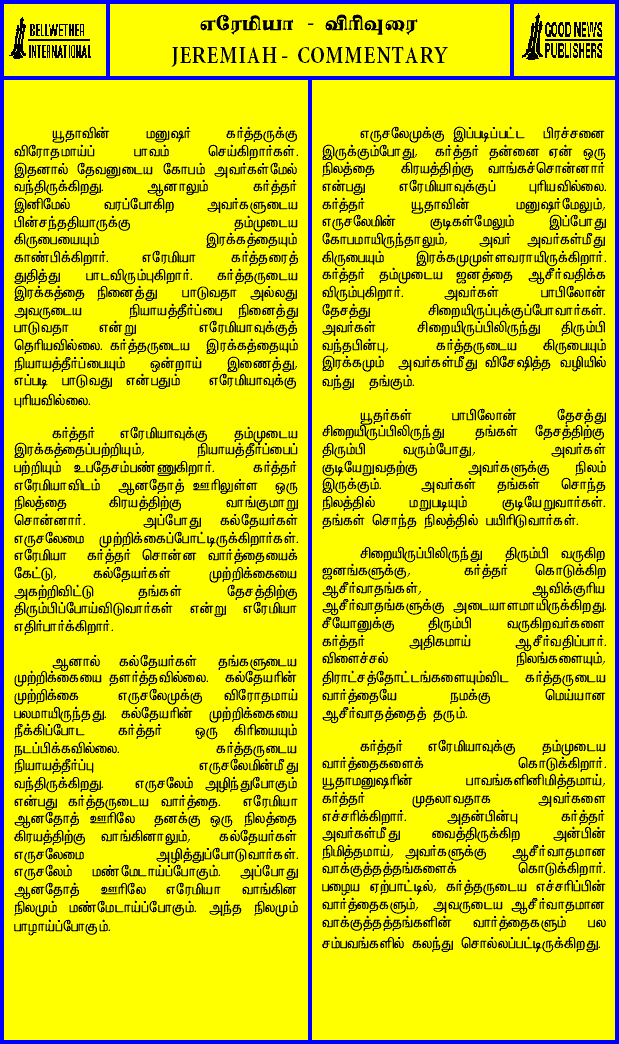 BELLWETHER
INTERNATIONAL
எரேமியா - விரிவுரை
JEREMIAH - COMMENTARY
GOOD NEWS
PUBLISHERS
யூதாவின் மனுஷர் கர்த்தருக்கு
விரோதமாய்ப் பாவம் செய்கிறார்கள்.
இதனால் தேவனுடைய கோபம் அவர்கள்மேல்
வந்திருக்கிறது. ஆனாலும் கர்த்தர்
இனிமேல் வரப்போகிற அவர்களுடைய
பின்சந்ததியாருக்கு தம்முடைய
கிருபையையும் இரக்கத்தையும்
காண்பிக்கிறார். எரேமியா கர்த்தரைத்
துதித்து பாடவிரும்புகிறார். கர்த்தருடைய
இரக்கத்தை நினைத்து பாடுவதா அல்லது
அவருடைய நியாயத்தீர்ப்பை நினைத்து
பாடுவதா என்று எரேமியாவுக்குத்
தெரியவில்லை. கர்த்தருடைய இரக்கத்தையும்
நியாயத்தீர்ப்பையும் ஒன்றாய் இணைத்து,
எப்படி பாடுவது என்பதும் எரேமியாவுக்கு
புரியவில்லை.
கர்த்தர் எரேமியாவுக்கு தம்முடைய
இரக்கத்தைப்பற்றியும், நியாயத்தீர்ப்பைப்
பற்றியும் உபதேசம்பண்ணுகிறார். கர்த்தர்
எரேமியாவிடம் ஆனதோத் ஊரிலுள்ள ஒரு
நிலத்தை கிரயத்திற்கு வாங்குமாறு
சொன்னார். அப்போது கல்தேயர்கள்
எருசலேமை முற்றிக்கைப்போட்டிருக்கிறார்கள்.
எரேமியா கர்த்தர் சொன்ன வார்த்தையைக்
கேட்டு, கல்தேயர்கள் முற்றிக்கையை
அகற்றிவிட்டு தங்கள் தேசத்திற்கு
திரும்பிப்போய்விடுவார்கள் என்று எரேமியா
எதிர்பார்க்கிறார்.
ஆனால் கல்தேயர்கள் தங்களுடைய
முற்றிக்கையை தளர்த்தவில்லை. கல்தேயரின்
முற்றிக்கை எருசலேமுக்கு விரோதமாய்
பலமாயிருந்தது. கல்தேயரின் முற்றிக்கையை
நீக்கிப்போட கர்த்தர் ஒரு கிரியையும்
நடப்பிக்கவில்லை. கர்த்தருடைய
நியாயத்தீர்ப்பு எருசலேமின்மீது
வந்திருக்கிறது. எருசலேம் அழிந்துபோகும்
என்பது கர்த்தருடைய வார்த்தை. எரேமியா
ஆனதோத் ஊரிலே தனக்கு ஒரு நிலத்தை
கிரயத்திற்கு வாங்கினாலும், கல்தேயர்கள்
எருசலேமை அழித்துப்போடுவார்கள்.
எருசலேம் மண்மேடாய்ப்போகும். அப்போது
ஆனதோத் ஊரிலே எரேமியா வாங்கின
நிலமும் மண்மேடாய்ப்போகும். அந்த நிலமும்
பாழாய்ப்போகும்.
எருசலேமுக்கு இப்படிப்பட்ட பிரச்சனை
இருக்கும்போது, கர்த்தர் தன்னை ஏன் ஒரு
நிலத்தை கிரயத்திற்கு வாங்கச்சொன்னார்
என்பது எரேமியாவுக்குப் புரியவில்லை.
கர்த்தர் யூதாவின் மனுஷர்மேலும்,
எருசலேமின் குடிகள்மேலும் இப்போது
கோபமாயிருந்தாலும், அவர் அவர்கள்மீது
கிருபையும் இரக்கமுமுள்ளவராயிருக்கிறார்.
கர்த்தர் தம்முடைய ஜனத்தை ஆசீர்வதிக்க
விரும்புகிறார். அவர்கள் பாபிலோன்
தேசத்து சிறையிருப்புக்குப்போவார்கள்.
அவர்கள் சிறையிருப்பிலிருந்து திரும்பி
வந்தபின்பு, கர்த்தருடைய கிருபையும்
இரக்கமும் அவர்கள்மீது விசேஷித்த வழியில்
வந்து தங்கும்.
யூதர்கள் பாபிலோன் தேசத்து
சிறையிருப்பிலிருந்து தங்கள் தேசத்திற்கு
திரும்பி வரும்போது, அவர்கள்
குடியேறுவதற்கு அவர்களுக்கு நிலம்
இருக்கும். அவர்கள் தங்கள் சொந்த
நிலத்தில் மறுபடியும் குடியேறுவார்கள்.
தங்கள் சொந்த நிலத்தில் பயிரிடுவார்கள்.
சிறையிருப்பிலிருந்து திரும்பி வருகிற
ஜனங்களுக்கு, கர்த்தர் கொடுக்கிற
ஆசீர்வாதங்கள், ஆவிக்குரிய
ஆசீர்வாதங்களுக்கு அடையாளமாயிருக்கிறது.
சீயோனுக்கு திரும்பி வருகிறவர்களை
கர்த்தர் அதிகமாய் ஆசீர்வதிப்பார்.
விளைச்சல் நிலங்களையும்,
திராட்சத்தோட்டங்களையும்விட கர்த்தருடைய
வார்த்தையே நமக்கு மெய்யான
ஆசீர்வாதத்தைத் தரும்.
கர்த்தர் எரேமியாவுக்கு தம்முடைய
வார்த்தைகளைக் கொடுக்கிறார்.
யூதாமனுஷரின் பாவங்களினிமித்தமாய்,
கர்த்தர் முதலாவதாக அவர்களை
எச்சரிக்கிறார். அதன்பின்பு கர்த்தர்
அவர்கள்மீது வைத்திருக்கிற அன்பின்
நிமித்தமாய், அவர்களுக்கு ஆசீர்வாதமான
வாக்குத்தத்தங்களைக் கொடுக்கிறார்.
பழைய ஏற்பாட்டில், கர்த்தருடைய எச்சரிப்பின்
வார்த்தைகளும், அவருடைய ஆசீர்வாதமான
வாக்குத்தத்தங்களின் வார்த்தைகளும் பல
சம்பவங்களில் கலந்து சொல்லப்பட்டிருக்கிறது.